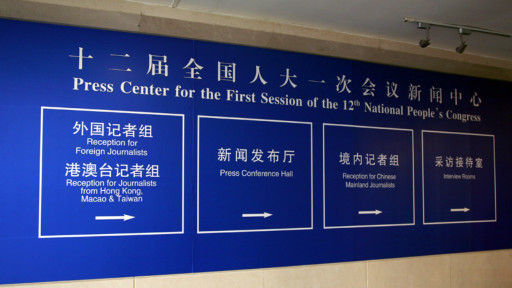 十二届全国人大一次会议新闻中心
Press Center for the First Session of the 12th National People's Congress
外国记者组
Reception for
Foreign Journalists
港澳台记者组
Reception for Journalists
from Hong Kong,
Macao & Taiwan
新闻发布厅
Press Conference Hall
境内记者组
Reception for Chinese
Mainland Journalists
采访接待室
Interview Rooms